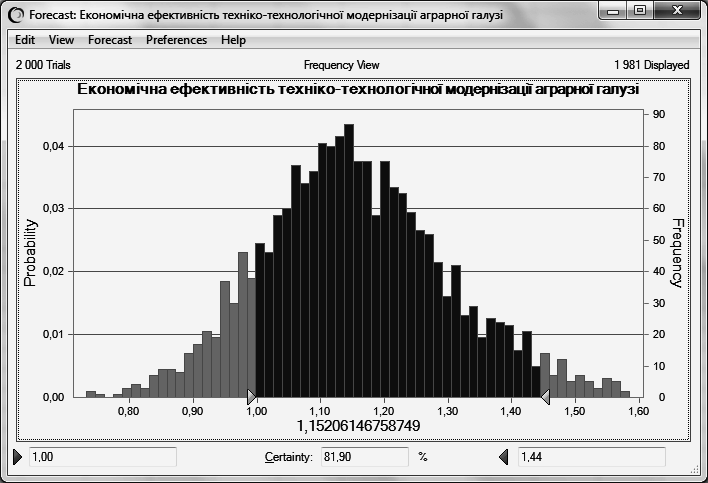 Forecast: Економічна ефективність техніко-технологічної модернізації аграрної галузі
Edit View Forecast Preferences Help
2 000 Trials Frequency View 1 981 Displayed
Економічна ефективність техніко-технологічної модернізації аграрної галузі
Probability
0,04
0,03
0,02
0,01
0,00
90
80
70
60
50
40
30
20
10
0
Frequency
0,80 0,90 1,00 1,10 1,20 1,30 1,40 1,50 1,60
1,15206146758749
1,00 Certainty: 81,90 % 1,44